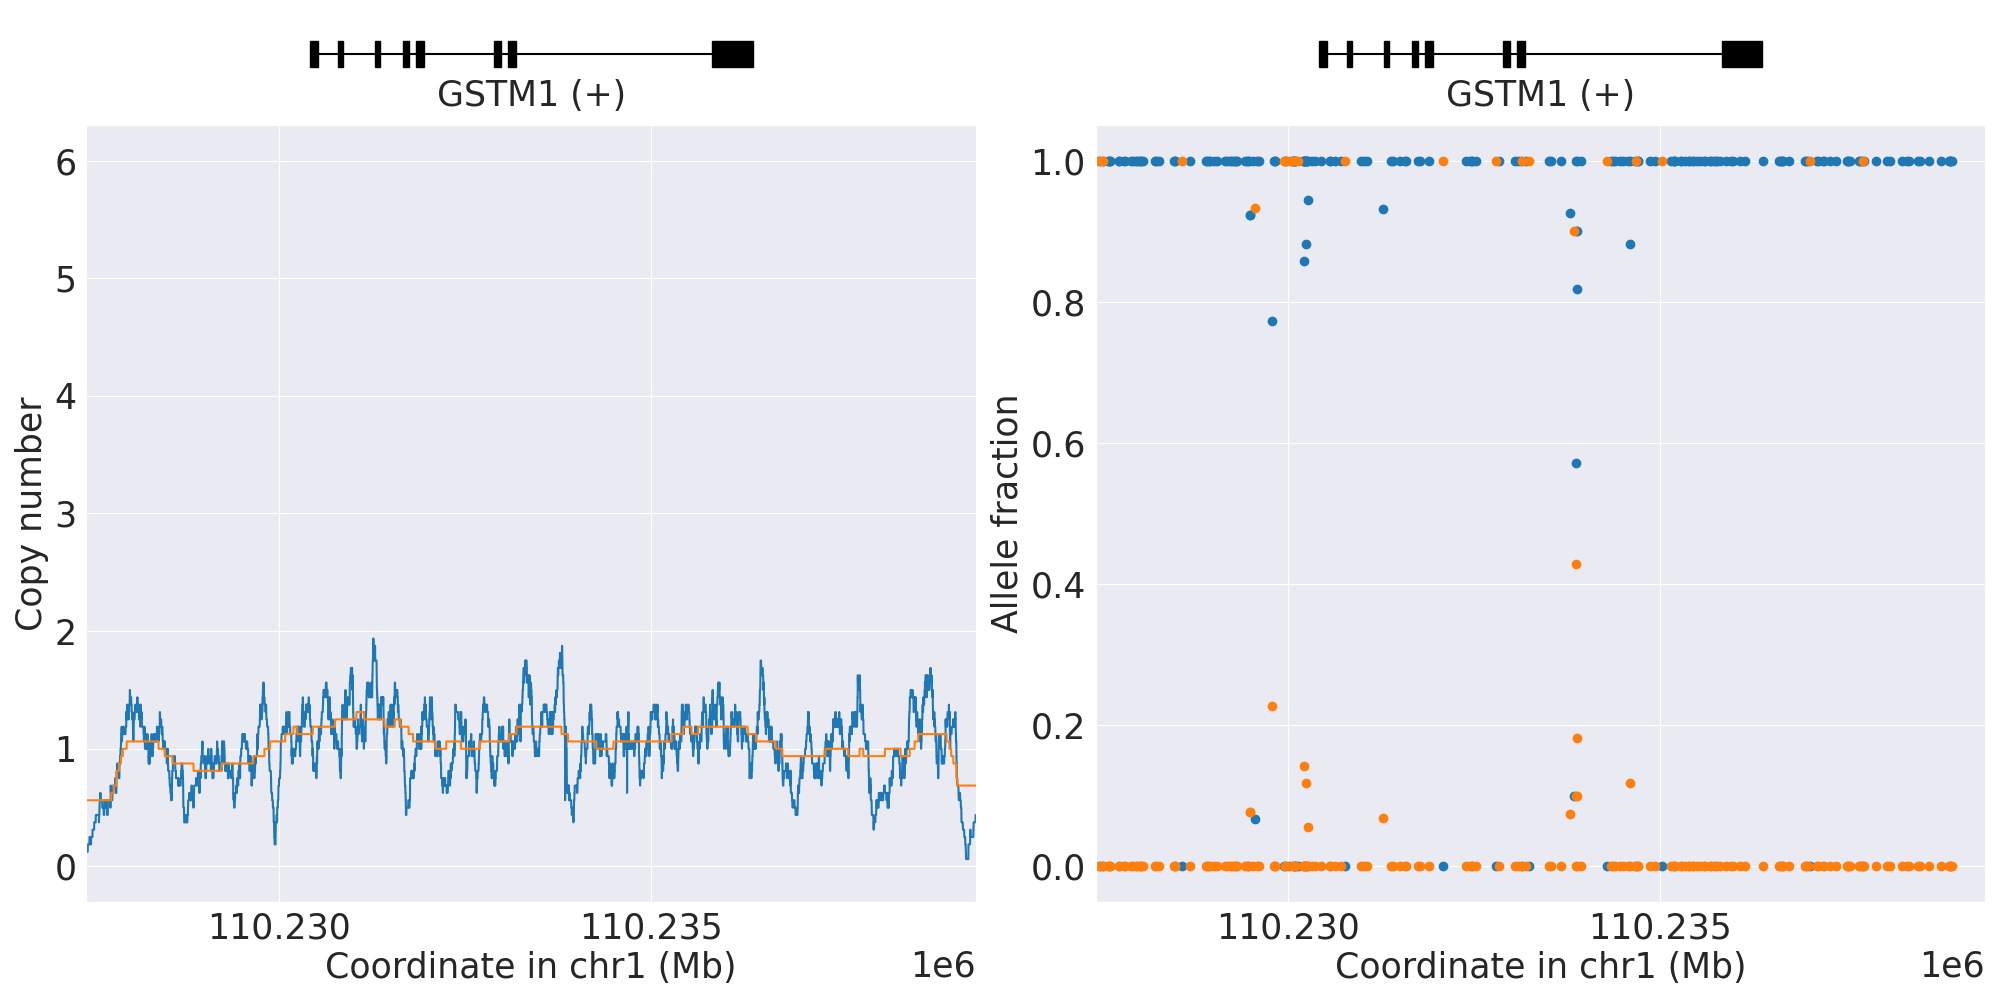 GSTM1 (+)
6
5
4
3
2
1
0
Copy number
110.230
110.235
Coordinate in chr1 (Mb)
1e6
GSTM1 (+)
1.0
0.8
0.6
0.4
0.2
0.0
Allele fraction
110.230
110.235
Coordinate in chr1 (Mb)
1e6